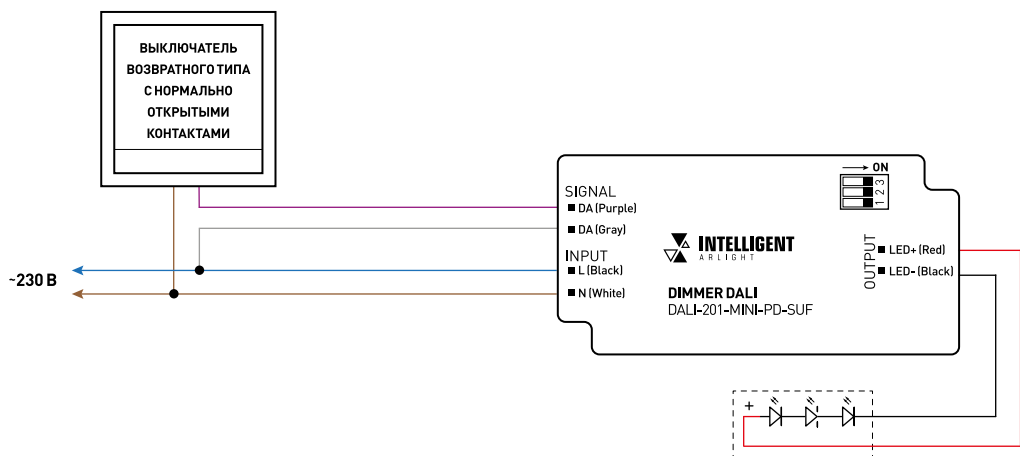 ВЫКЛЮЧАТЕЛЬ
ВОЗВРАТНОГО ТИПА
С НОРМАЛЬНО
ОТКРЫТЫМИ
КОНТАКТАМИ
~230 В
SIGNAL
DA (Purple)
DA (Gray)
INPUT
L (Black)
N (White)
INTELLIGENT
ARLIGHT
DIMMER DALI
DALI-201-MINI-PD-SUF
ON
1 2 3
OUTPUT
LED+ (Red)
LED- (Black)
+